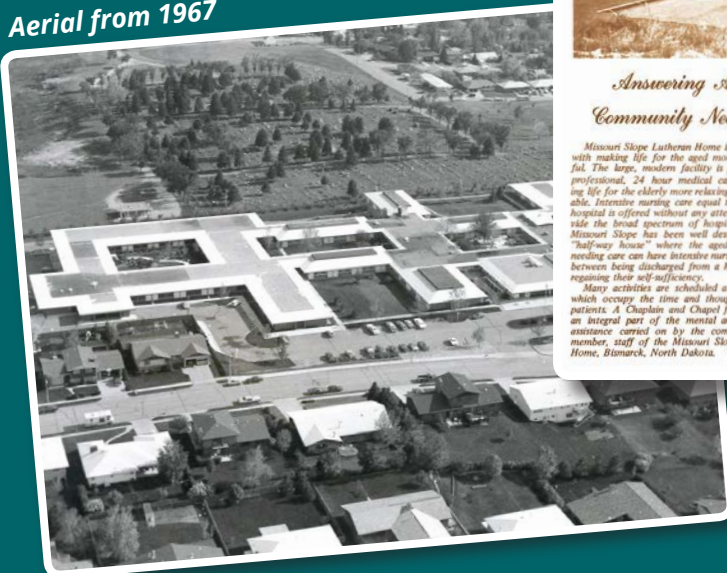 Aerial from 1967
Answering A
Community Ne
Missouri Slope Lutheran Home
with making life for the aged mo
ful. The large, modern facility is
professional, 24 hour medical ca
ing life for the elderly more relaxing
able. Intensive nursing care equal
hospital is offered without any att
vide the broad spectrum of hospi
Missouri Slope has been well des
"half-way house" where the age
needing care can have intensive nur
between being discharged from a
regaining their self-sufficiency.
Many activities are scheduled a
which occupy the time and thou
patients. A Chaplain and Chapel
an integral part of the mental a
assistance carried on by the com
member, staff of the Missouri Slo
Home, Bismarck, North Dakota.